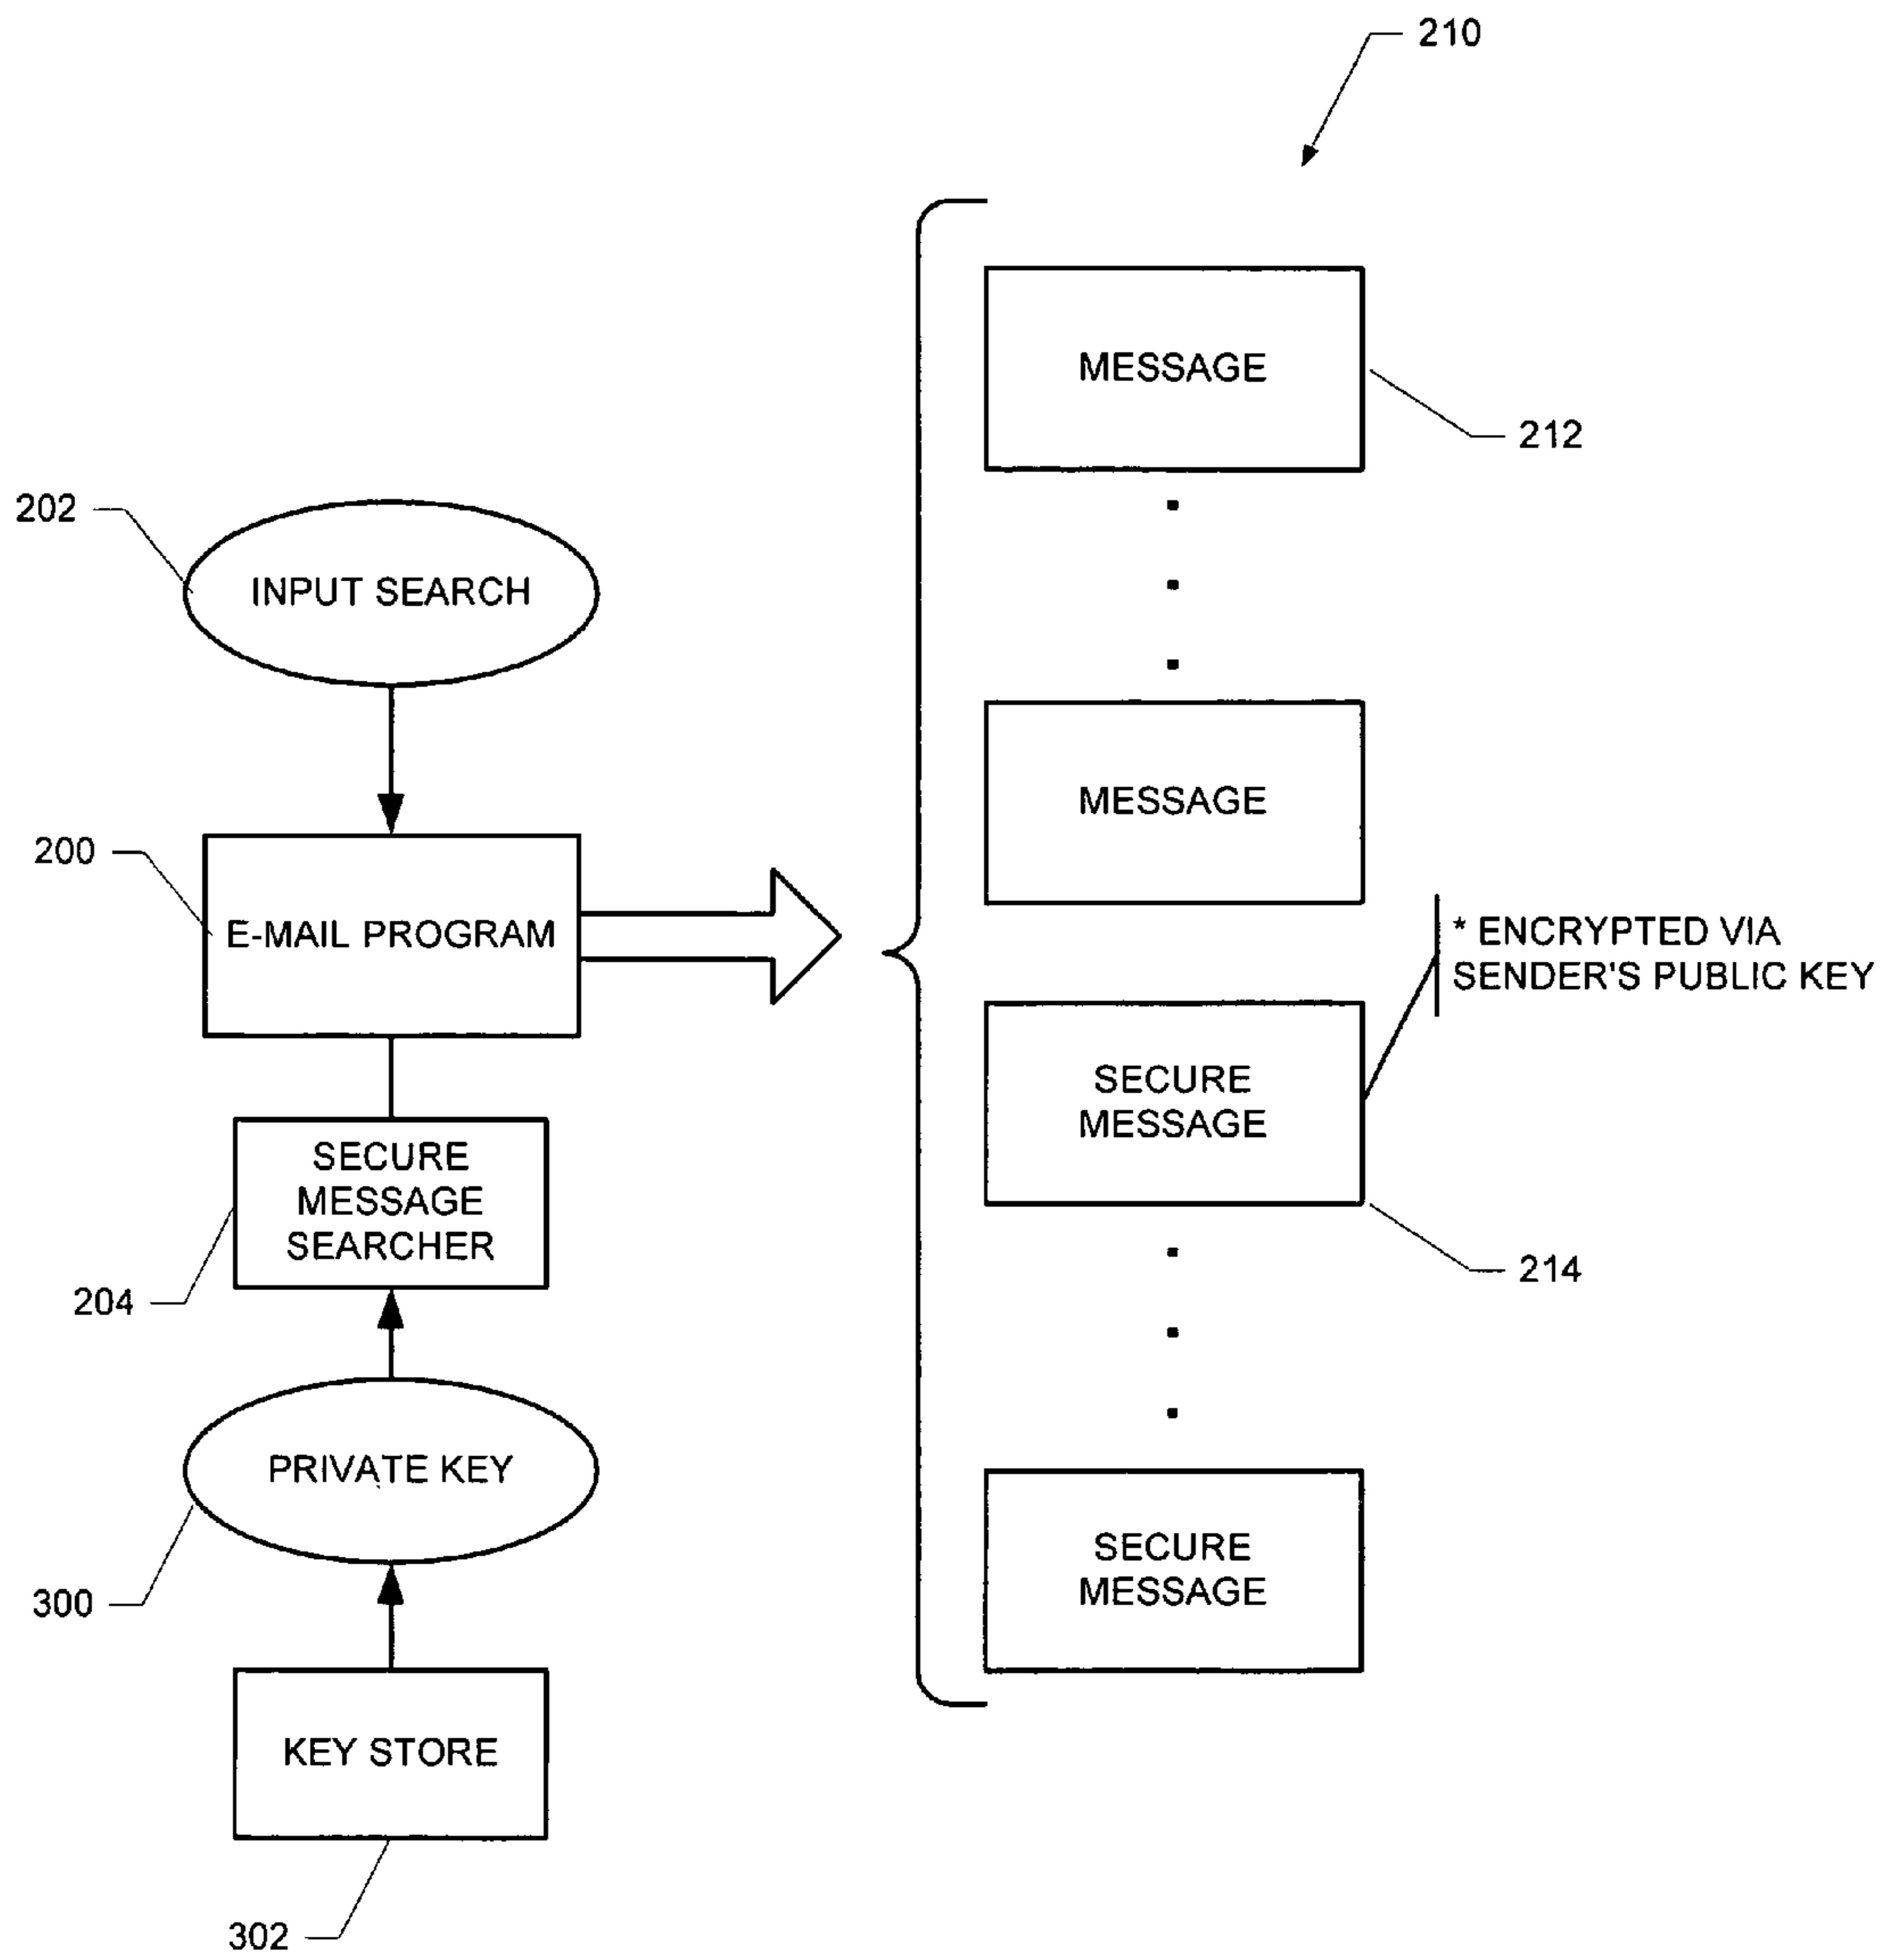 210
MESSAGE
212
202
INPUT SEARCH
MESSAGE
200
E-MAIL PROGRAM
* ENCRYPTED VIA
SENDER'S PUBLIC KEY
SECURE
MESSAGE
SECURE
MESSAGE
SEARCHER
204
214
PRIVATE KEY
300
SECURE
MESSAGE
KEY STORE
302